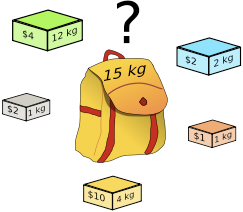 ?
$4 12 kg
15 kg
$2 2 kg
$2 1 kg
$1 1 kg
$10 4 kg